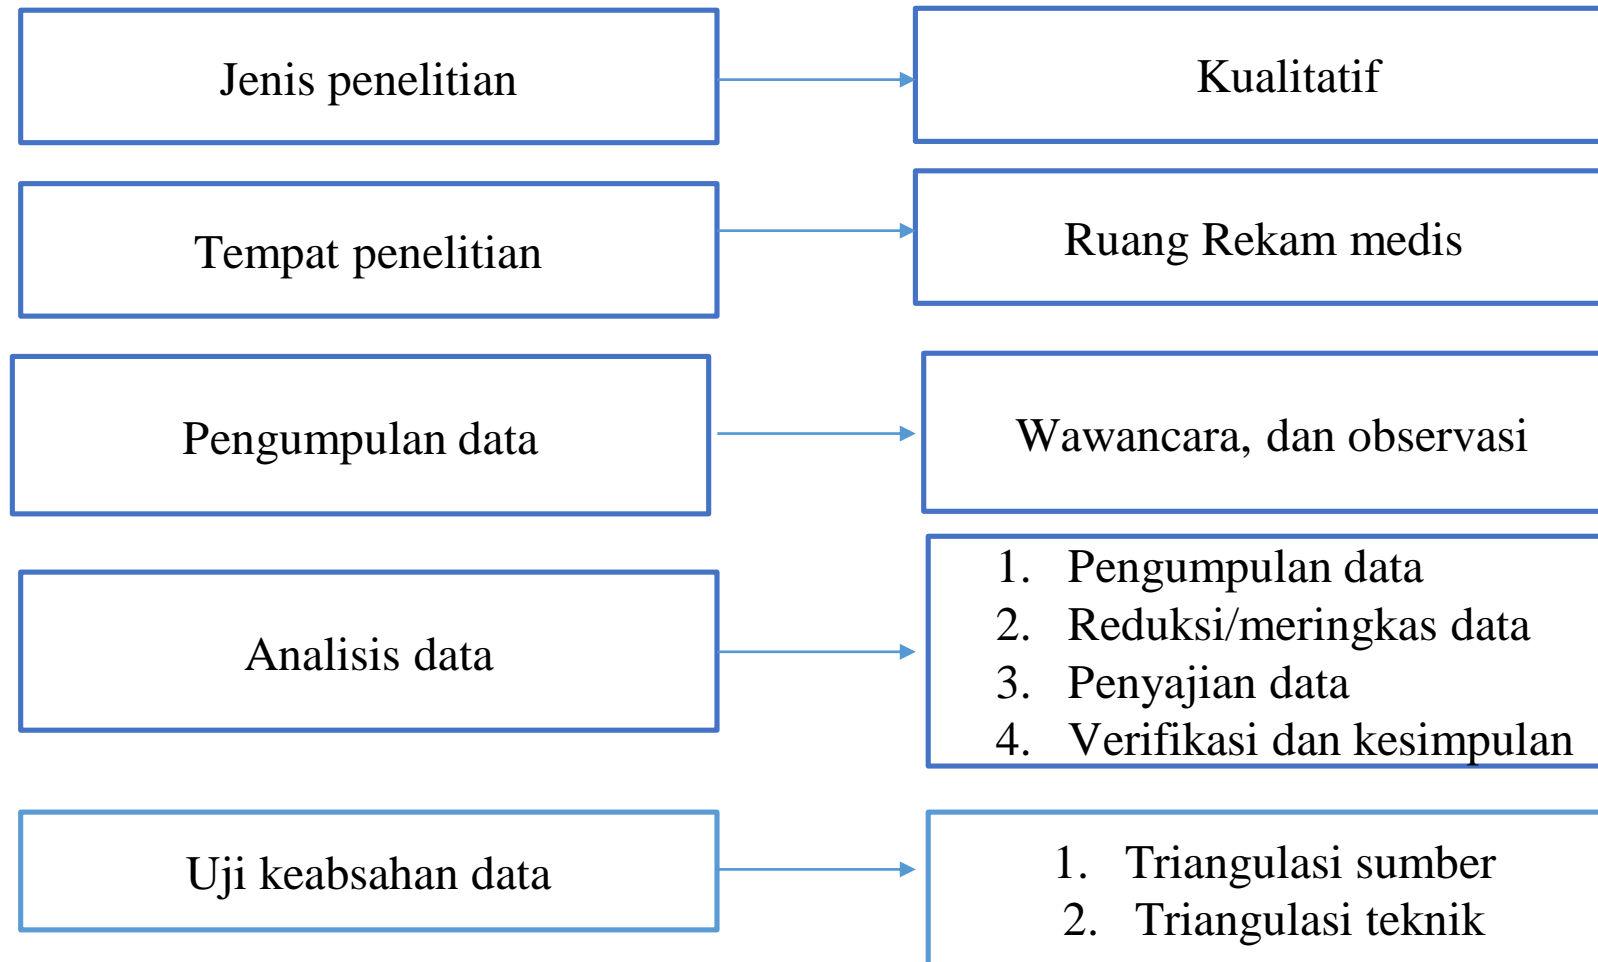 Jenis penelitian
Kualitatif
Tempat penelitian
Ruang Rekam medis
Pengumpulan data
Wawancara, dan observasi
Analisis data
1. Pengumpulan data
2. Reduksi/meringkas data
3. Penyajian data
4. Verifikasi dan kesimpulan
Uji keabsahan data
1. Triangulasi sumber
2. Triangulasi teknik